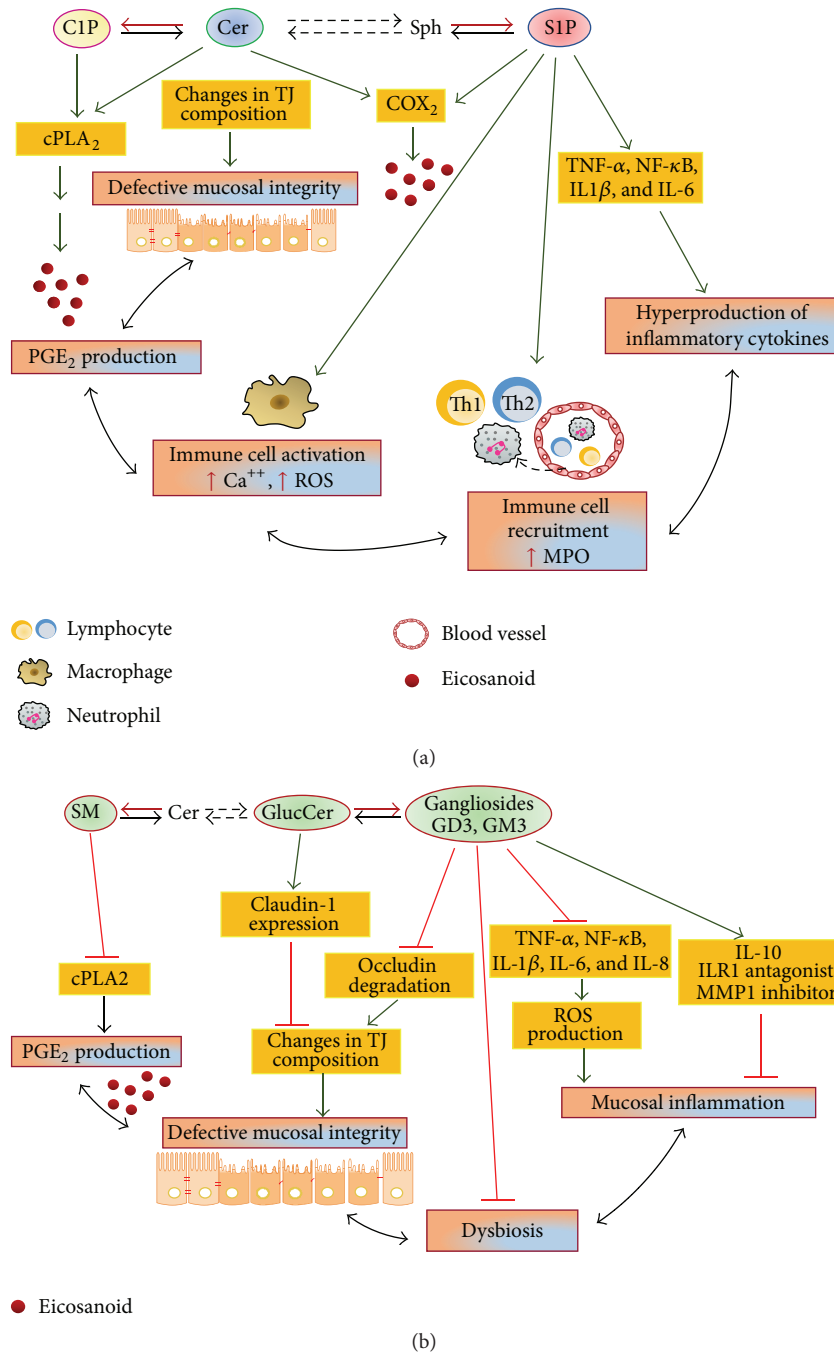 C1P
Cer
Sph
S1P
Changes in TJ
composition
COX₂
cPLA₂
TNF-α, NF-κB,
IL1β, and IL-6
Defective mucosal integrity
Hyperproduction of
inflammatory cytokines
PGE₂ production
Th1
Th2
Immune cell activation
↑ Ca⁺⁺, ↑ ROS
Immune cell
recruitment
↑ MPO
Lymphocyte
Blood vessel
Macrophage
Eicosanoid
Neutrophil
(a)
SM
Cer
GlucCer
Gangliosides
GD3, GM3
Claudin-1
expression
TNF-α, NF-κB,
IL-1β, IL-6, and IL-8
IL-10
ILR1 antagonist
MMP1 inhibitor
cPLA2
Occludin
degradation
ROS
production
PGE₂ production
Changes in TJ
composition
Mucosal inflammation
Defective mucosal integrity
Dysbiosis
Eicosanoid
(b)